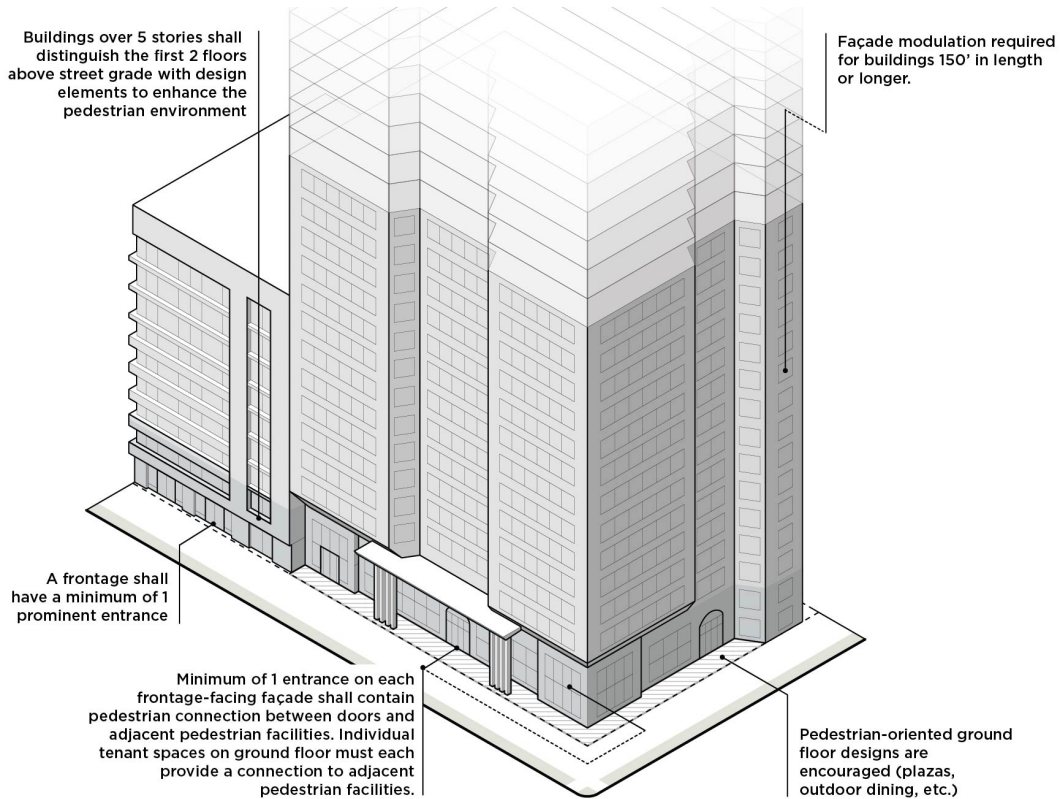 Buildings over 5 stories shall
distinguish the first 2 floors
above street grade with design
elements to enhance the
pedestrian environment
Façade modulation required
for buildings 150' in length
or longer.
A frontage shall
have a minimum of 1
prominent entrance
Minimum of 1 entrance on each
frontage-facing façade shall contain
pedestrian connection between doors and
adjacent pedestrian facilities. Individual
tenant spaces on ground floor must each
provide a connection to adjacent
pedestrian facilities.
Pedestrian-oriented ground
floor designs are
encouraged (plazas,
outdoor dining, etc.)